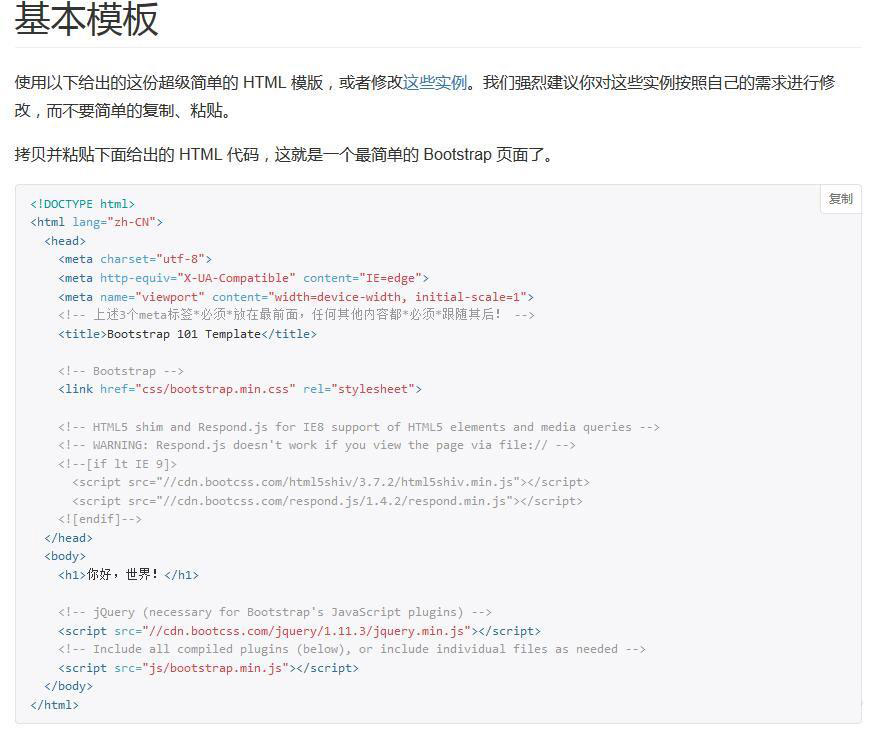 基本模板
使用以下给出的这份超级简单的 HTML 模版，或者修改这些实例。我们强烈建议你对这些实例按照自己的需求进行修
改，而不要简单的复制、粘贴。
拷贝并粘贴下面给出的 HTML 代码，这就是一个最简单的 Bootstrap 页面了。
复制
<!DOCTYPE html>
<html lang="zh-CN">
  <head>
    <meta charset="utf-8">
    <meta http-equiv="X-UA-Compatible" content="IE=edge">
    <meta name="viewport" content="width=device-width, initial-scale=1">
    <!-- 上述3个meta标签*必须*放在最前面，任何其他内容都*必须*跟随其后！ -->
    <title>Bootstrap 101 Template</title>

    <!-- Bootstrap -->
    <link href="css/bootstrap.min.css" rel="stylesheet">

    <!-- HTML5 shim and Respond.js for IE8 support of HTML5 elements and media queries -->
    <!-- WARNING: Respond.js doesn't work if you view the page via file:// -->
    <!--[if lt IE 9]>
      <script src="//cdn.bootcss.com/html5shiv/3.7.2/html5shiv.min.js"></script>
      <script src="//cdn.bootcss.com/respond.js/1.4.2/respond.min.js"></script>
    <![endif]-->
  </head>
  <body>
    <h1>你好，世界！</h1>

    <!-- jQuery (necessary for Bootstrap's JavaScript plugins) -->
    <script src="//cdn.bootcss.com/jquery/1.11.3/jquery.min.js"></script>
    <!-- Include all compiled plugins (below), or include individual files as needed -->
    <script src="js/bootstrap.min.js"></script>
  </body>
</html>